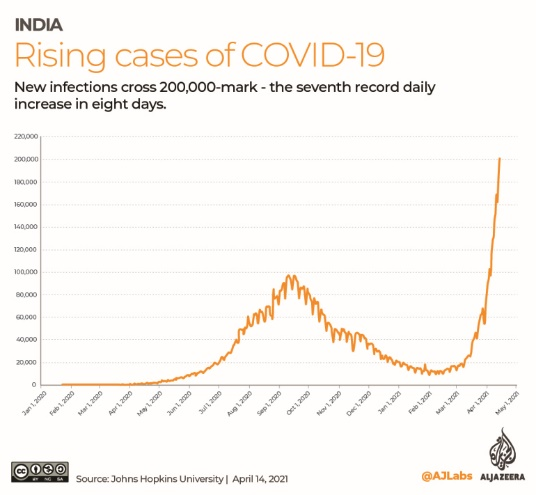 INDIA
Rising cases of COVID-19
New infections cross 200,000-mark - the seventh record daily
increase in eight days.
220,000
200,000
180,000
160,000
140,000
120,000
100,000
80,000
60,000
40,000
20,000
0
Jan 1, 2020
Feb 1, 2020
Mar 1, 2020
Apr 1, 2020
May 1, 2020
Jun 1, 2020
Jul 1, 2020
Aug 1, 2020
Sep 1, 2020
Oct 1, 2020
Nov 1, 2020
Dec 1, 2020
Jan 1, 2021
Feb 1, 2021
Mar 1, 2021
Apr 1, 2021
May 1, 2021
cc
BY NC SA
Source: Johns Hopkins University | April 14, 2021
@AJLabs
ALJAZEERA